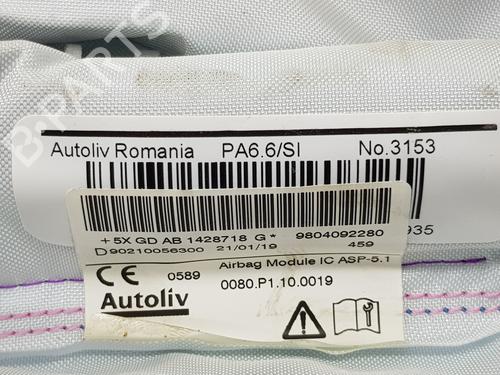 B-PARTS
Autoliv Romania PA6.6/SI No.3153
935
+5X GD AB 1428718 G* 9804092280
D90210056300 21/01/19 459
CE 0589 Airbag Module IC ASP-5.1
Autoliv 0080.P1.10.0019